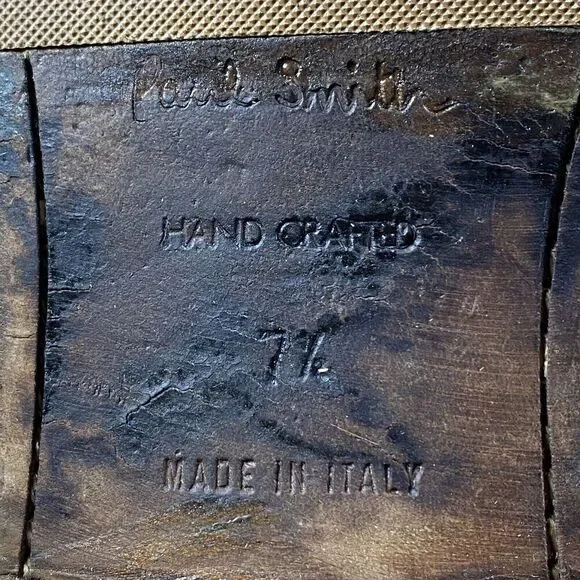 Paul Smith
HAND CRAFTED
7½
MADE IN ITALY